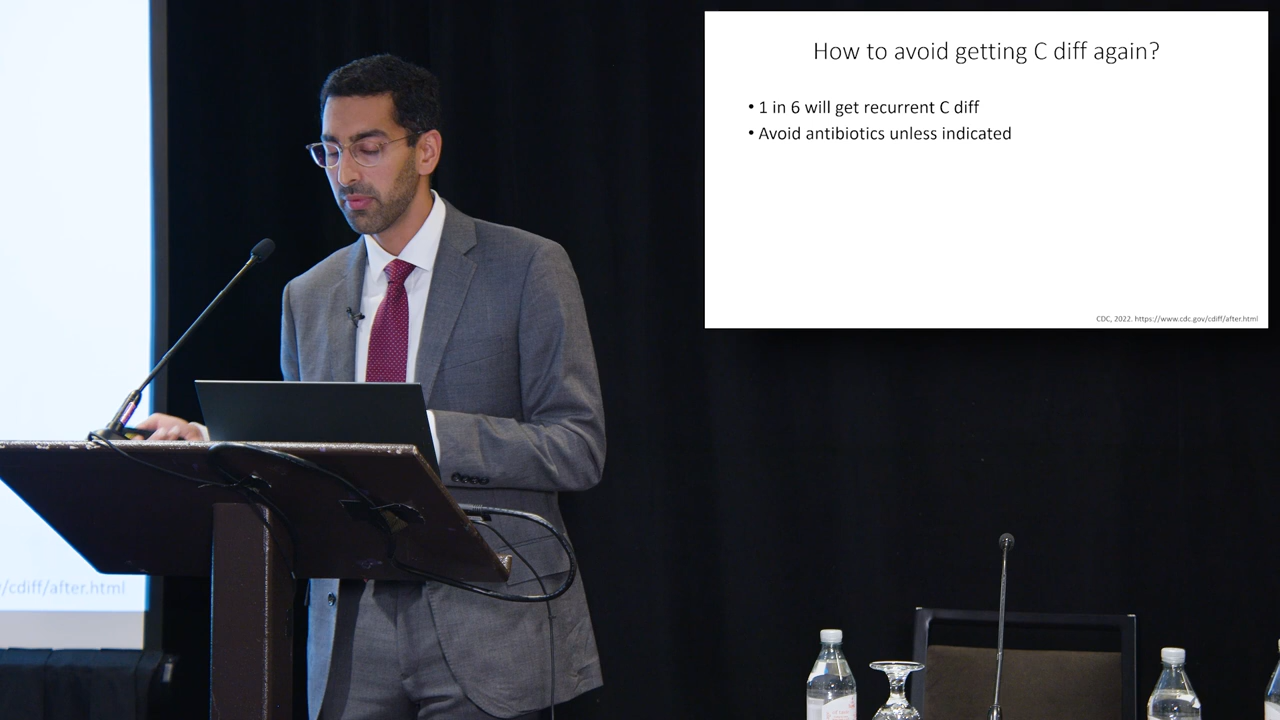 How to avoid getting C diff again?
• 1 in 6 will get recurrent C diff
• Avoid antibiotics unless indicated
CDC, 2022. https://www.cdc.gov/cdiff/after.html
/cdiff/after.html